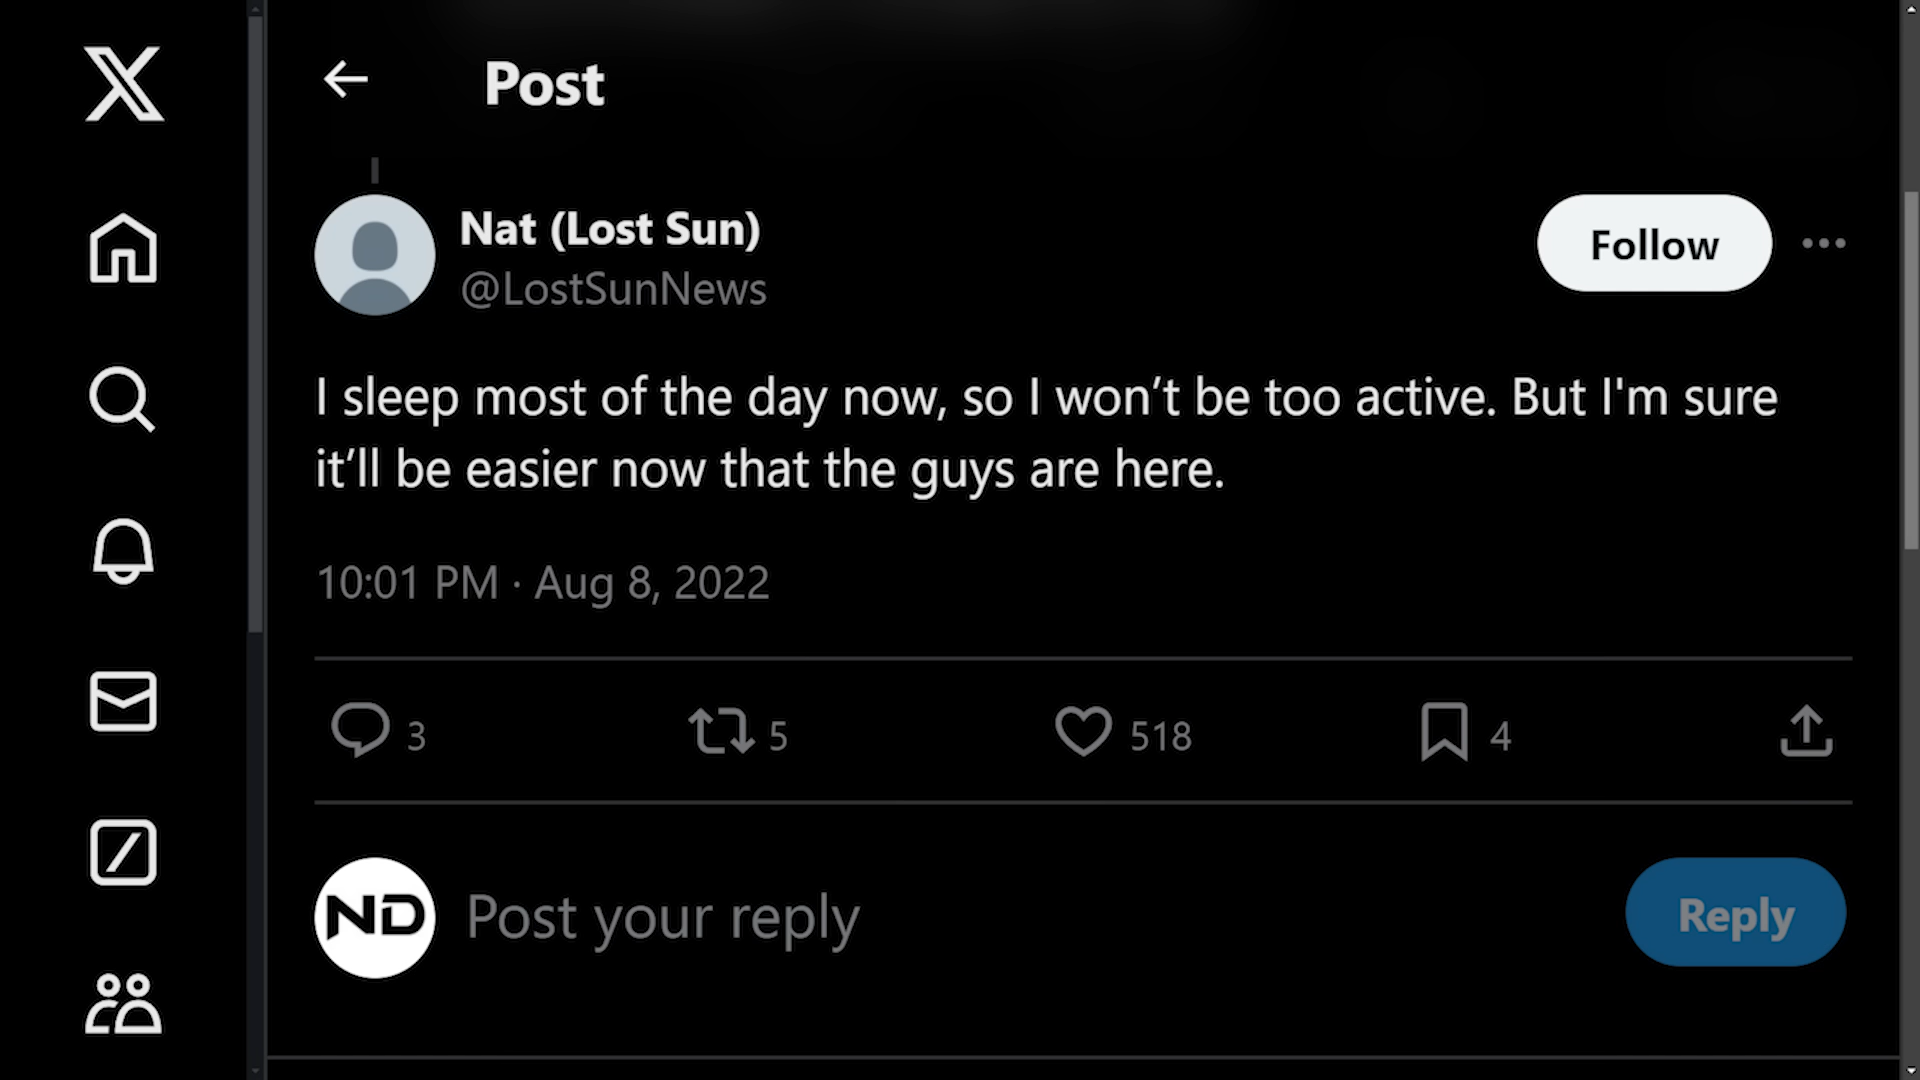 Post
Nat (Lost Sun)
@LostSunNews
Follow
I sleep most of the day now, so I won’t be too active. But I'm sure
it’ll be easier now that the guys are here.
10:01 PM · Aug 8, 2022
3
5
518
4
ND
Post your reply
Reply